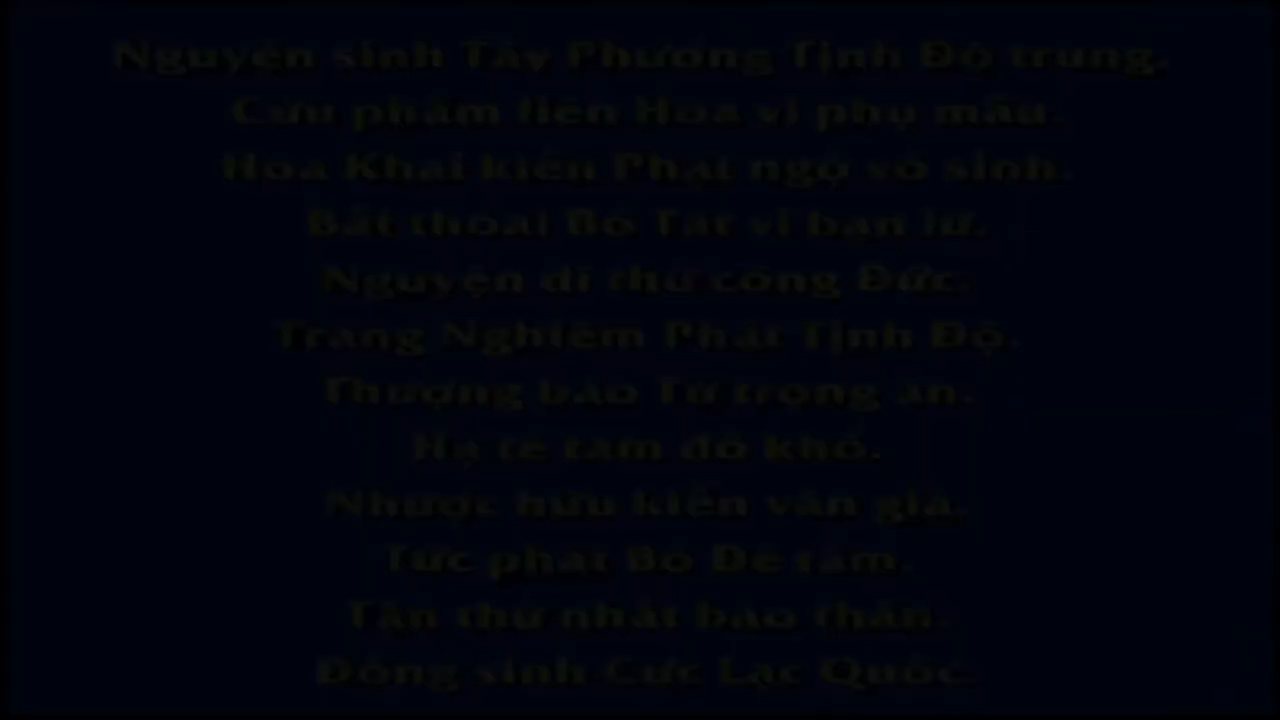 Nguyện sinh Tây Phương Tịnh Độ trung.
Cửu phẩm liên Hoa vi phụ mẫu.
Hoa Khai kiến Phật ngộ vô sinh.
Bất thoái Bồ Tát vi bạn lữ.
Nguyện dĩ thử công Đức.
Trang Nghiêm Phật Tịnh Độ.
Thượng báo Tứ trọng ân.
Hạ tế tam đồ khổ.
Nhược hữu kiến văn giả.
Tức phát Bồ Đề tâm.
Tận thử nhất báo thân.
Đồng sinh Cực Lạc Quốc.